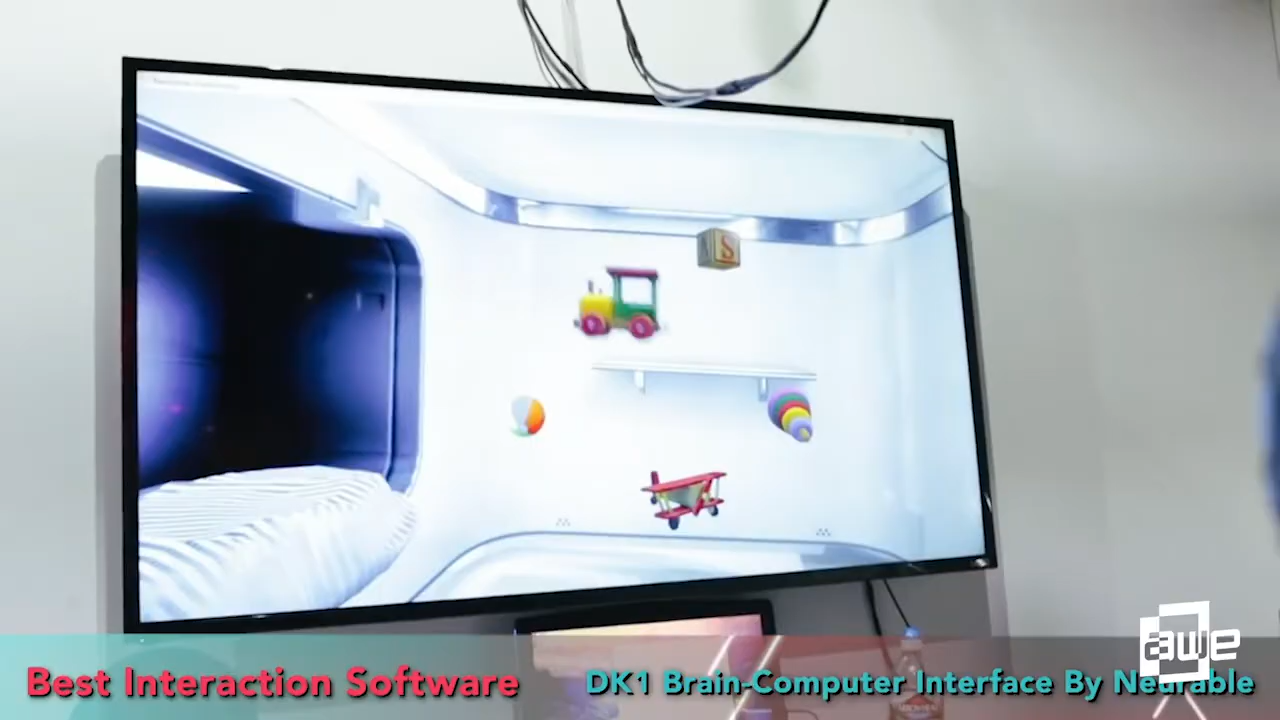 S
Best Interaction Software
DK1 Brain-Computer Interface By Neurable
awe